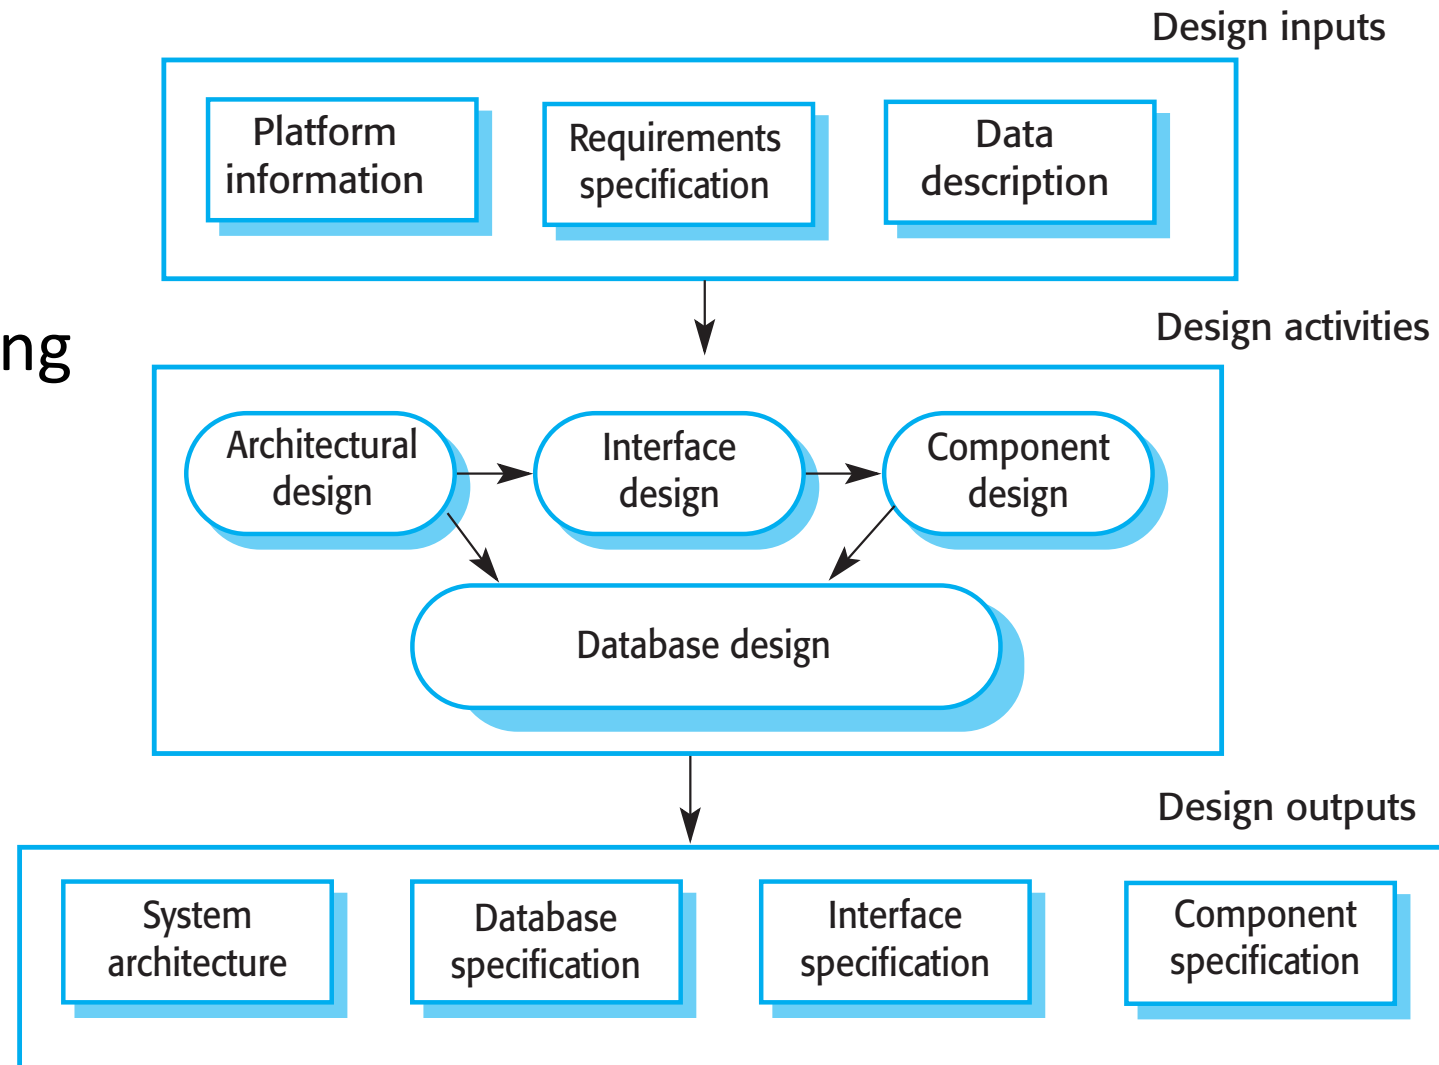 Design inputs
Platform
information
Requirements
specification
Data
description
ng
Design activities
Architectural
design
Interface
design
Component
design
Database design
Design outputs
System
architecture
Database
specification
Interface
specification
Component
specification